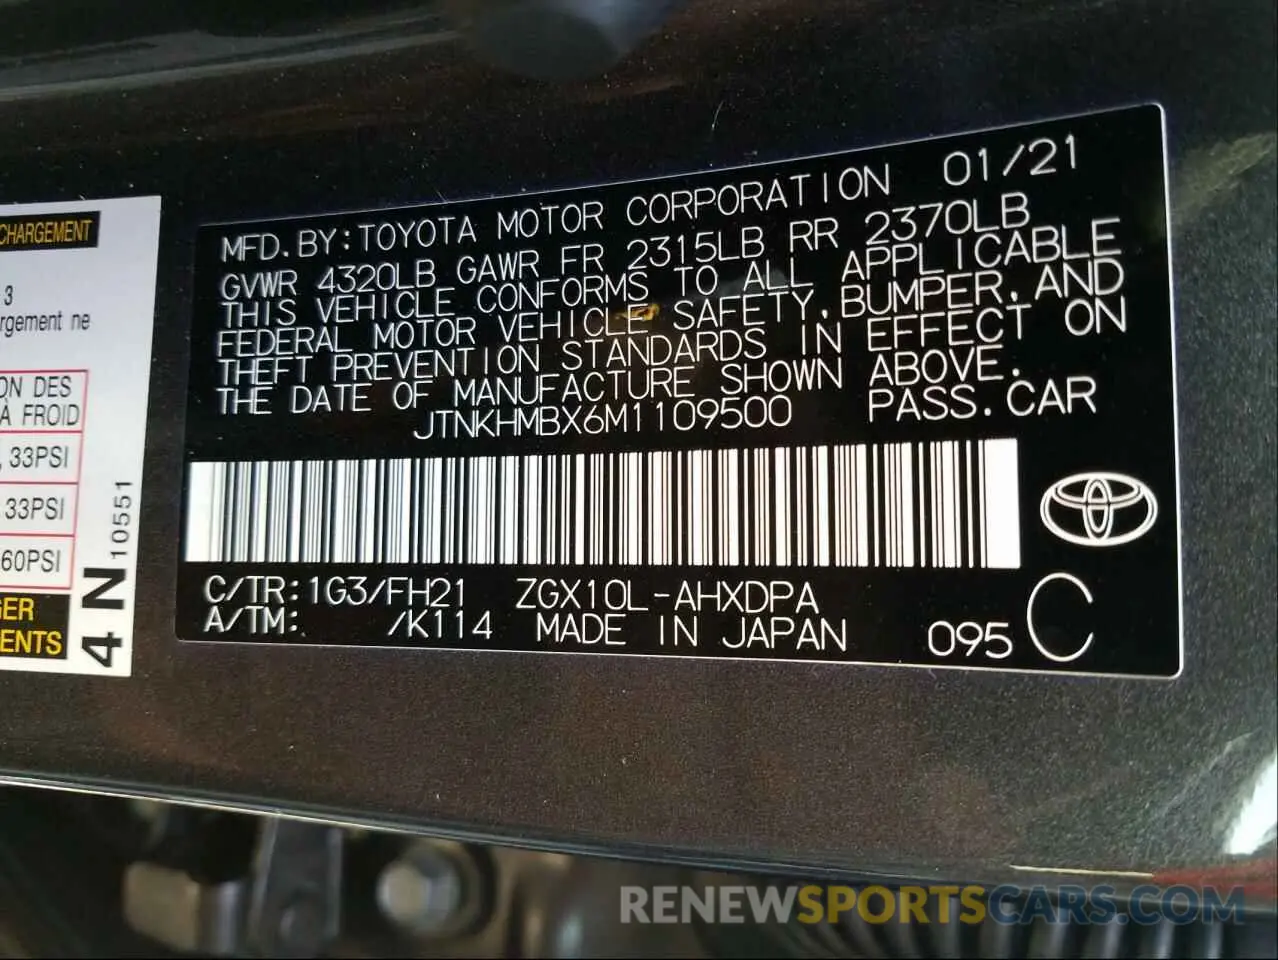 CHARGEMENT
3
rgement ne
ON DES
À FROID
, 33PSI
33PSI
60PSI
GER
ENTS
4 N
10551
MFD.BY:TOYOTA MOTOR CORPORATION 01/21
GVWR 4320LB GAWR FR 2315LB RR 2370LB
THIS VEHICLE CONFORMS TO ALL APPLICABLE
FEDERAL MOTOR VEHICLE SAFETY,BUMPER,AND
THEFT PREVENTION STANDARDS IN EFFECT ON
THE DATE OF MANUFACTURE SHOWN ABOVE.
JTNKHMBX6M1109500 PASS.CAR
C/TR:1G3/FH21 ZGX10L-AHXDPA
A/TM: /K114 MADE IN JAPAN 095 C
RENEWSPORTSCARS.COM